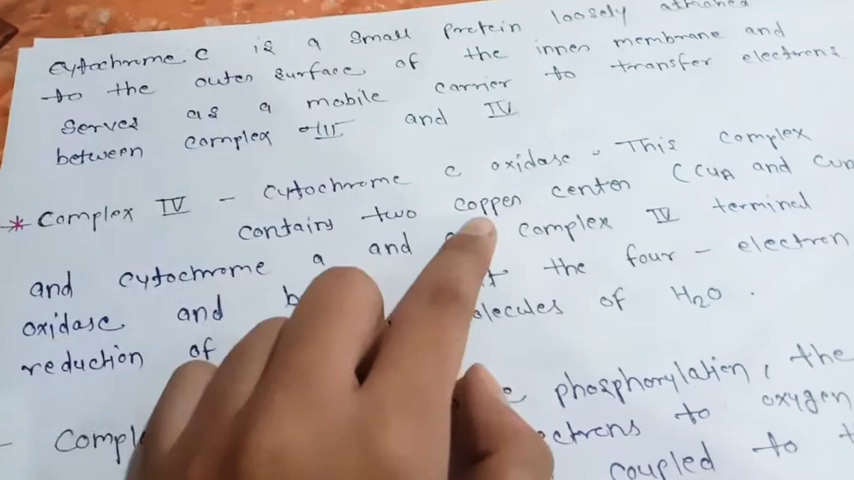 Cytochrome c is a small protein loosely attached
to the outer surface of the inner membrane and
serves as a mobile carrier to transfer electrons
between complex III and IV
* Complex IV - cytochrome c oxidase. This complex
contains two copper center (CuA and CuB
and cytochrome a and complex IV terminal
oxidase and the four - electron
reduction of molecules of H2O.
phosphorylation, the
- to oxygen
coupled to